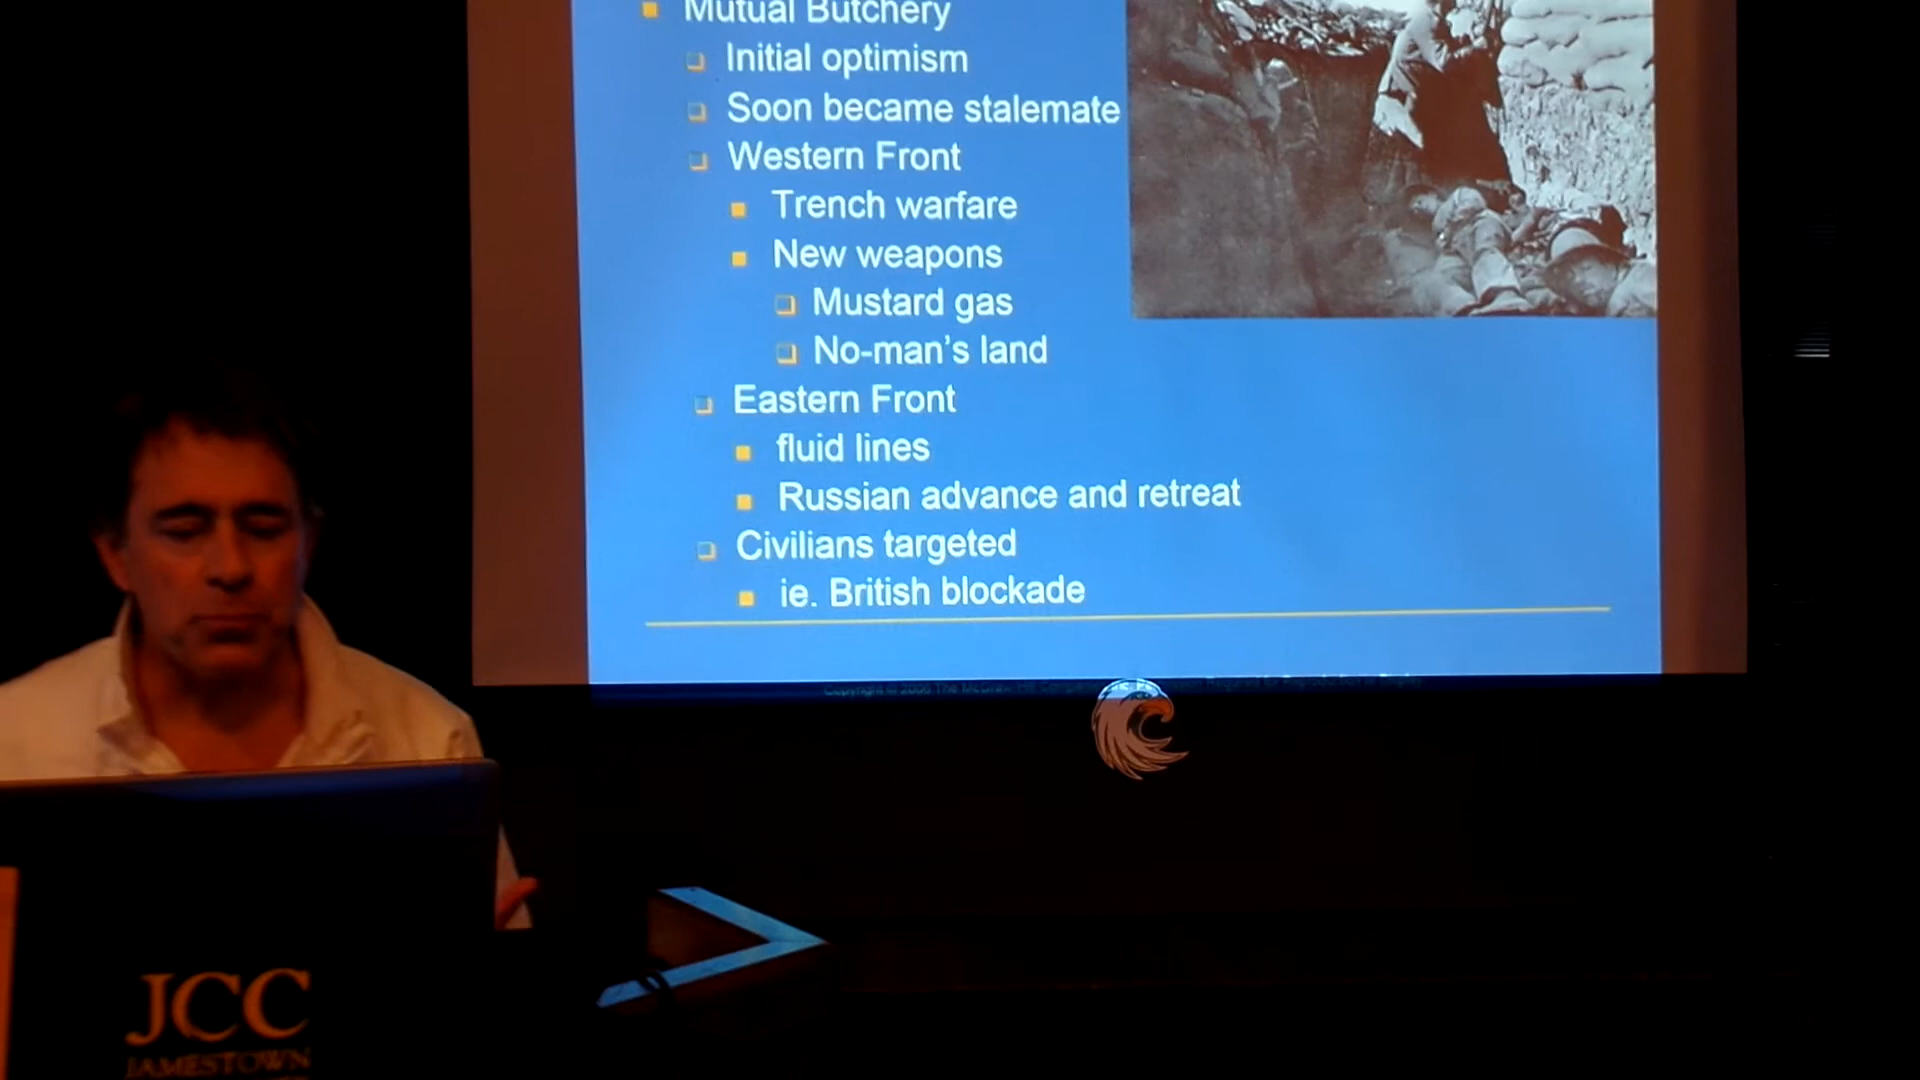 Mutual Butchery
Initial optimism
Soon became stalemate
Western Front
Trench warfare
New weapons
Mustard gas
No-man's land
Eastern Front
fluid lines
Russian advance and retreat
Civilians targeted
ie. British blockade
JCC
JAMESTOWN